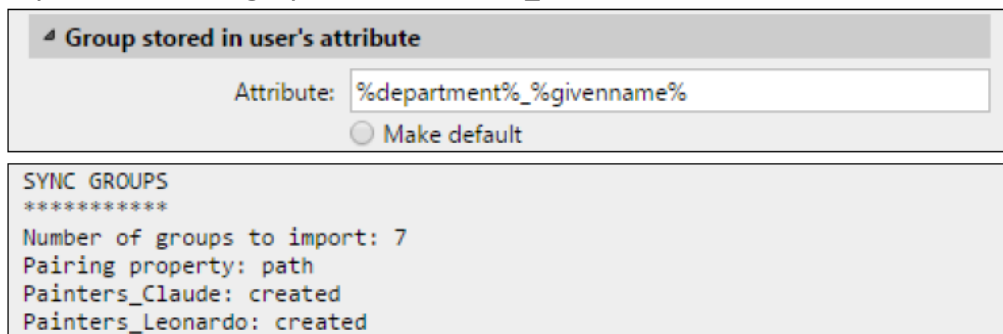 Group stored in user's attribute
Attribute: %department%_%givenname%
Make default
SYNC GROUPS
***********
Number of groups to import: 7
Pairing property: path
Painters_Claude: created
Painters_Leonardo: created